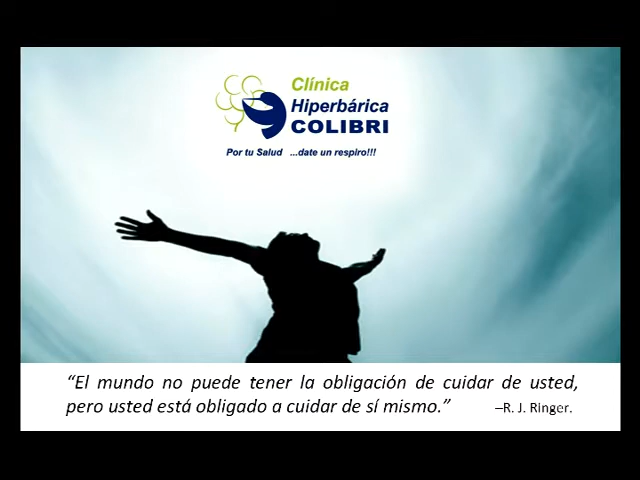 Clínica
Hiperbárica
COLIBRI
Por tu Salud ...date un respiro!!!
“El mundo no puede tener la obligación de cuidar de usted,
pero usted está obligado a cuidar de sí mismo.” –R. J. RInger.